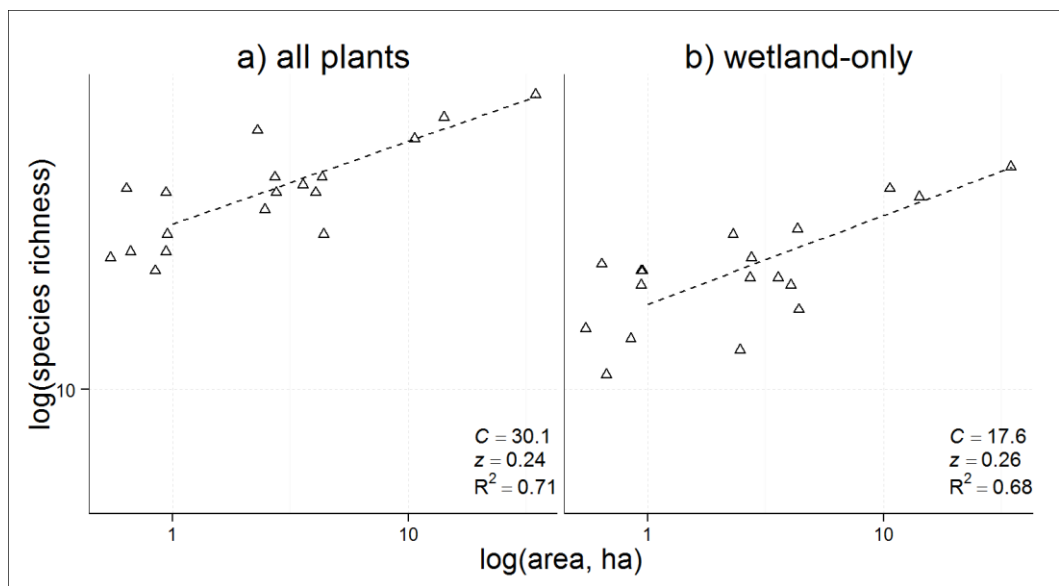 a) all plants
b) wetland-only
log(species richness)
10
C = 30.1
z = 0.24
R² = 0.71
C = 17.6
z = 0.26
R² = 0.68
1
10
1
10
log(area, ha)